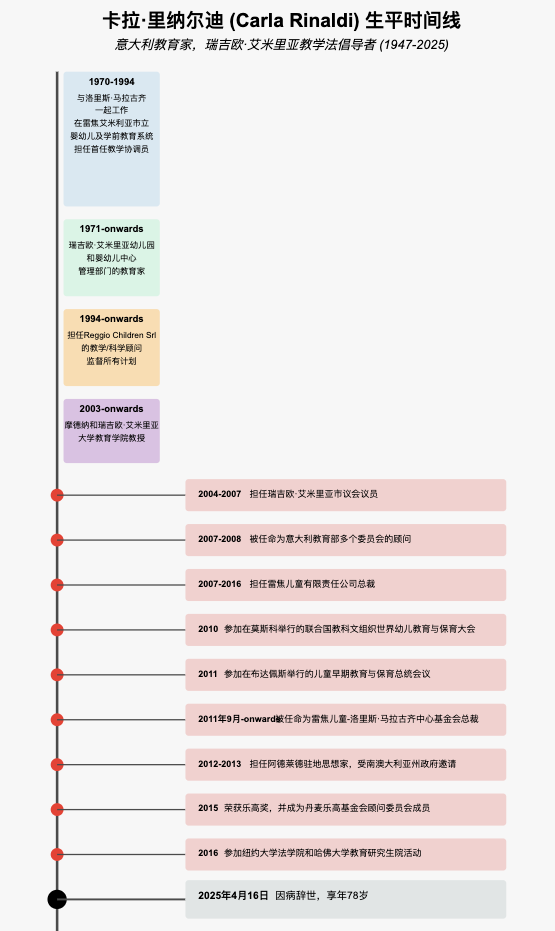 卡拉·里纳尔迪 (Carla Rinaldi) 生平时间线
意大利教育家，瑞吉欧·艾米里亚教学法倡导者 (1947-2025)
1970-1994
与洛里斯·马拉古齐
一起工作
在雷焦艾米利亚市立
婴幼儿及学前教育系统
担任首任教学协调员
1971-onwards
瑞吉欧·艾米里亚幼儿园
和婴幼儿中心
管理部门的教育家
1994-onwards
担任Reggio Children Srl
的教学/科学顾问
监督所有计划
2003-onwards
摩德纳和瑞吉欧·艾米里亚
大学教育学院教授
2004-2007 担任瑞吉欧·艾米里亚市议会议员
2007-2008 被任命为意大利教育部多个委员会的顾问
2007-2016 担任雷焦儿童有限责任公司总裁
2010 参加在莫斯科举行的联合国教科文组织世界幼儿教育与保育大会
2011 参加在布达佩斯举行的儿童早期教育与保育总统会议
2011年9月-onwards 被任命为雷焦儿童-洛里斯·马拉古齐中心基金会总裁
2012-2013 担任阿德莱德驻地思想家，受南澳大利亚州政府邀请
2015 荣获乐高奖，并成为丹麦乐高基金会顾问委员会成员
2016 参加纽约大学法学院和哈佛大学教育研究生院活动
2025年4月16日 因病辞世，享年78岁